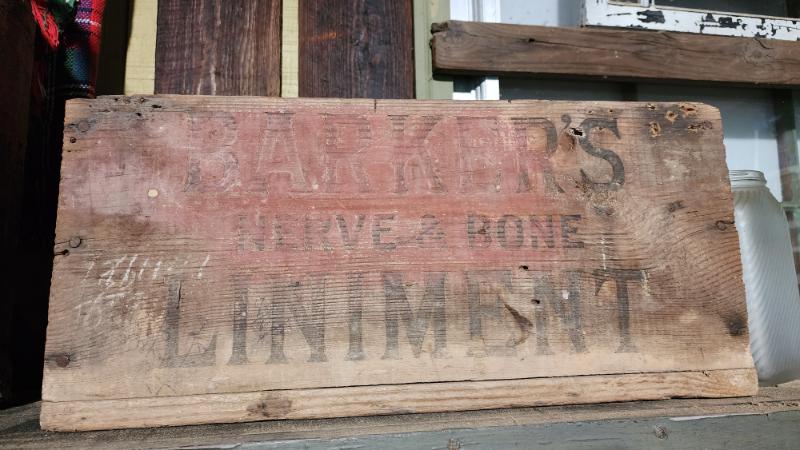 BARKER'S
NERVE & BONE
LINIMENT